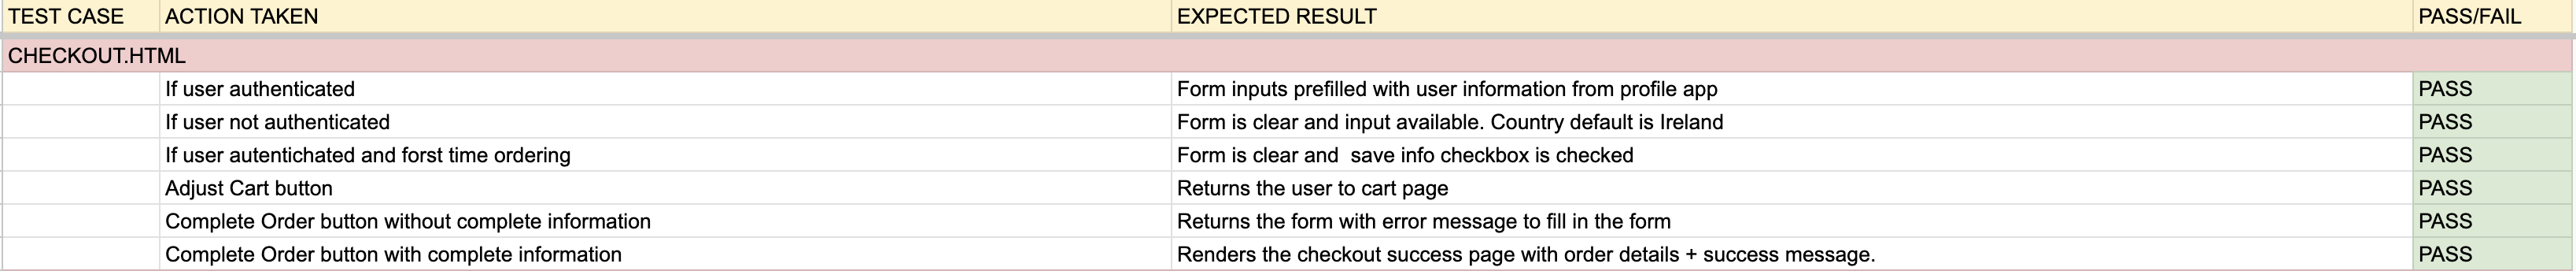 TEST CASE ACTION TAKEN EXPECTED RESULT PASS/FAIL
CHECKOUT.HTML
If user authenticated Form inputs prefilled with user information from profile app PASS
If user not authenticated Form is clear and input available. Country default is Ireland PASS
If user autentichated and forst time ordering Form is clear and  save info checkbox is checked PASS
Adjust Cart button Returns the user to cart page PASS
Complete Order button without complete information Returns the form with error message to fill in the form PASS
Complete Order button with complete information Renders the checkout success page with order details + success message. PASS